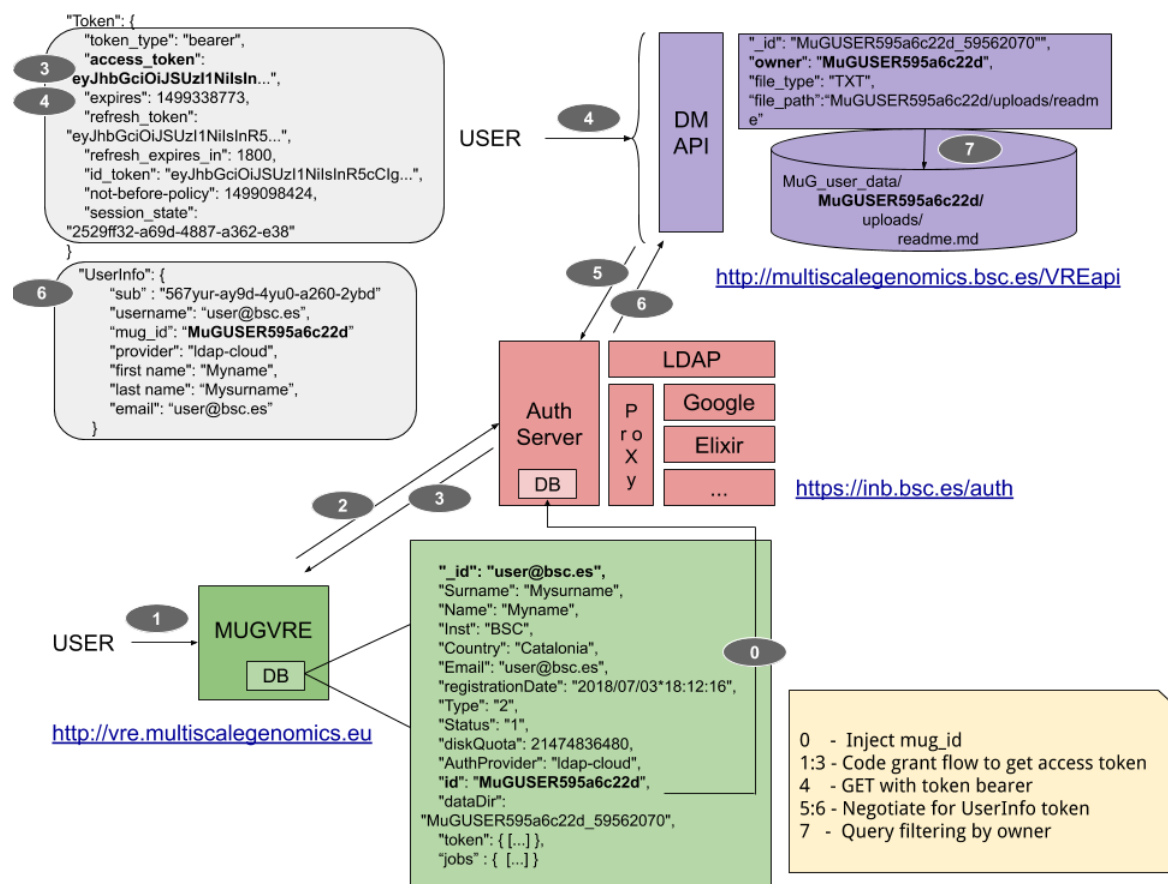 "Token": {
"token_type": "bearer",
"access_token":
"eyJhbGciOiJSUzI1NiIsIn...",
"expires": 1499338773,
"refresh_token":
"eyJhbGciOiJSUzI1NiIsInR5...",
"refresh_expires_in": 1800,
"id_token": "eyJhbGciOiJSUzI1NiIsInR5cCIg...",
"not-before-policy": 1499098424,
"session_state":
"2529ff32-a69d-4887-a362-e38"
}
3
4
"UserInfo": {
“sub” : "567yur-ay9d-4yu0-a260-2ybd”
"username": “user@bsc.es”
"mug_id": “MuGUSER595a6c22d”
"provider": "ldap-cloud",
"first name": "Myname",
"last name": “Mysurname”,
"email": “user@bsc.es”
}
6
USER
4
DM
API
"_id": "MuGUSER595a6c22d_59562070"",
"owner": "MuGUSER595a6c22d",
"file_type": "TXT",
“file_path”:“MuGUSER595a6c22d/uploads/readm
e”
7
MuG_user_data/
MuGUSER595a6c22d/
uploads/
readme.md
http://multiscalegenomics.bsc.es/VREapi
5
6
Auth
Server
DB
LDAP
P
r o
X
y
Google
Elixir
...
https://inb.bsc.es/auth
2
3
USER
1
MUGVRE
DB
http://vre.multiscalegenomics.eu
"_id": "user@bsc.es",
"Surname": "Mysurname",
"Name": "Myname",
"Inst": "BSC",
"Country": "Catalonia",
"Email": "user@bsc.es",
"registrationDate": "2018/07/03*18:12:16",
"Type": "2",
"Status": "1",
"diskQuota": 21474836480,
"AuthProvider": "ldap-cloud",
"id": "MuGUSER595a6c22d",
"dataDir":
"MuGUSER595a6c22d_59562070",
"token": { [...] },
“jobs” : { [...] }
0
0 - Inject mug_id
1:3 - Code grant flow to get access token
4 - GET with token bearer
5:6 - Negotiate for UserInfo token
7 - Query filtering by owner